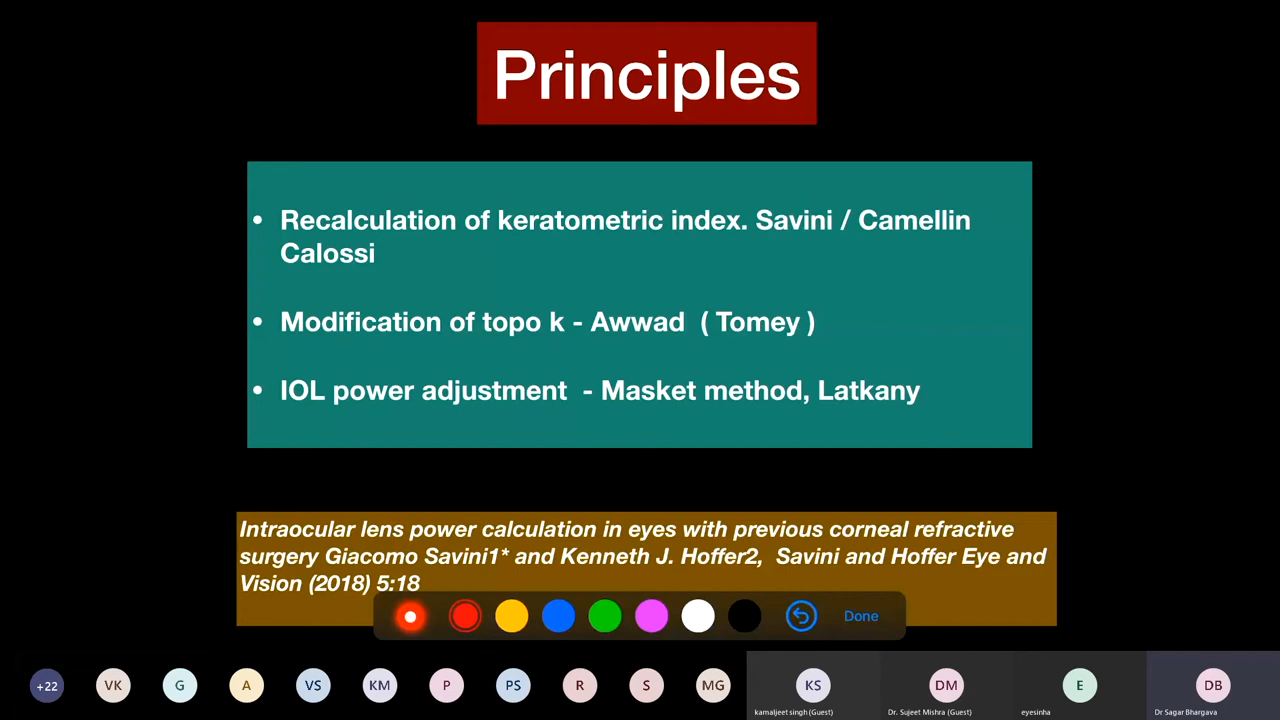 Principles
• Recalculation of keratometric index. Savini / Camellin
Calossi
• Modification of topo k - Awwad ( Tomey )
• IOL power adjustment - Masket method, Latkany
Intraocular lens power calculation in eyes with previous corneal refractive
surgery Giacomo Savini1* and Kenneth J. Hoffer2, Savini and Hoffer Eye and
Vision (2018) 5:18
Done
+22 VK G A VS KM P PS R S MG KS DM E DB
kamaljeet singh (Guest) Dr. Sujeet Mishra (Guest) eyesinha Dr Sagar Bhargava